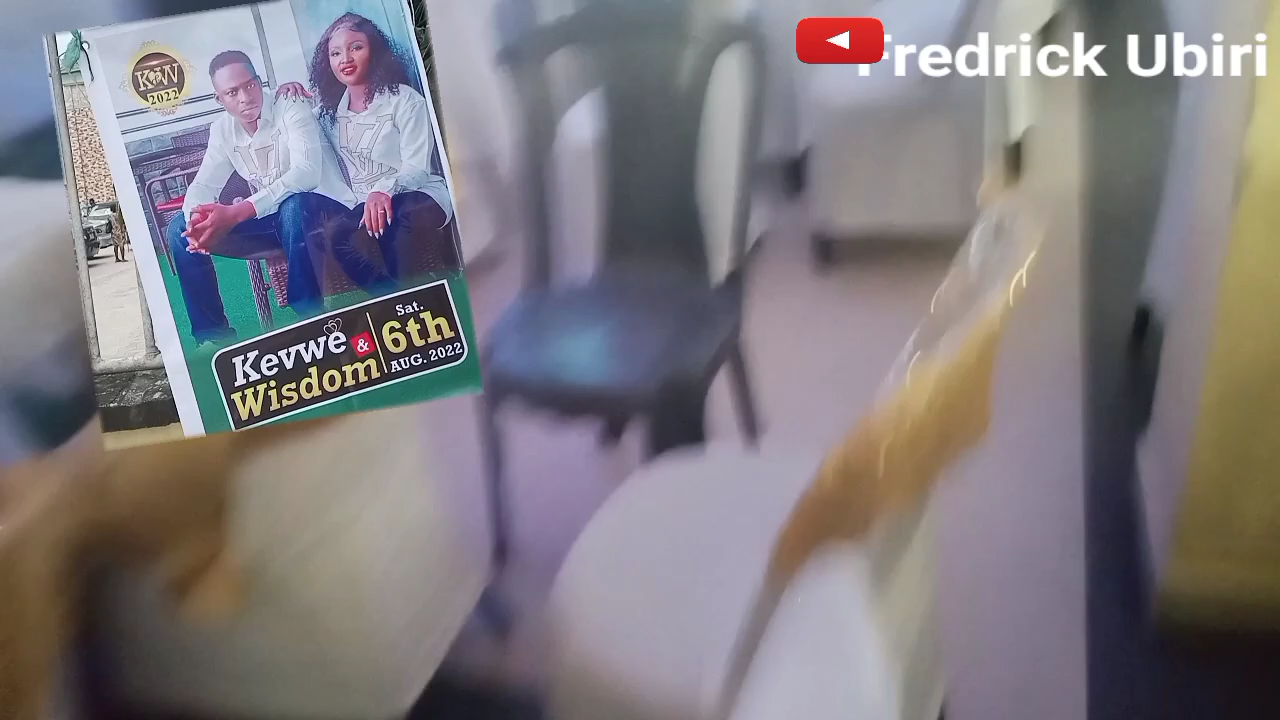 Fredrick Ubiri
K&W
2022
Kevwe &
Wisdom
Sat.
6th
AUG. 2022